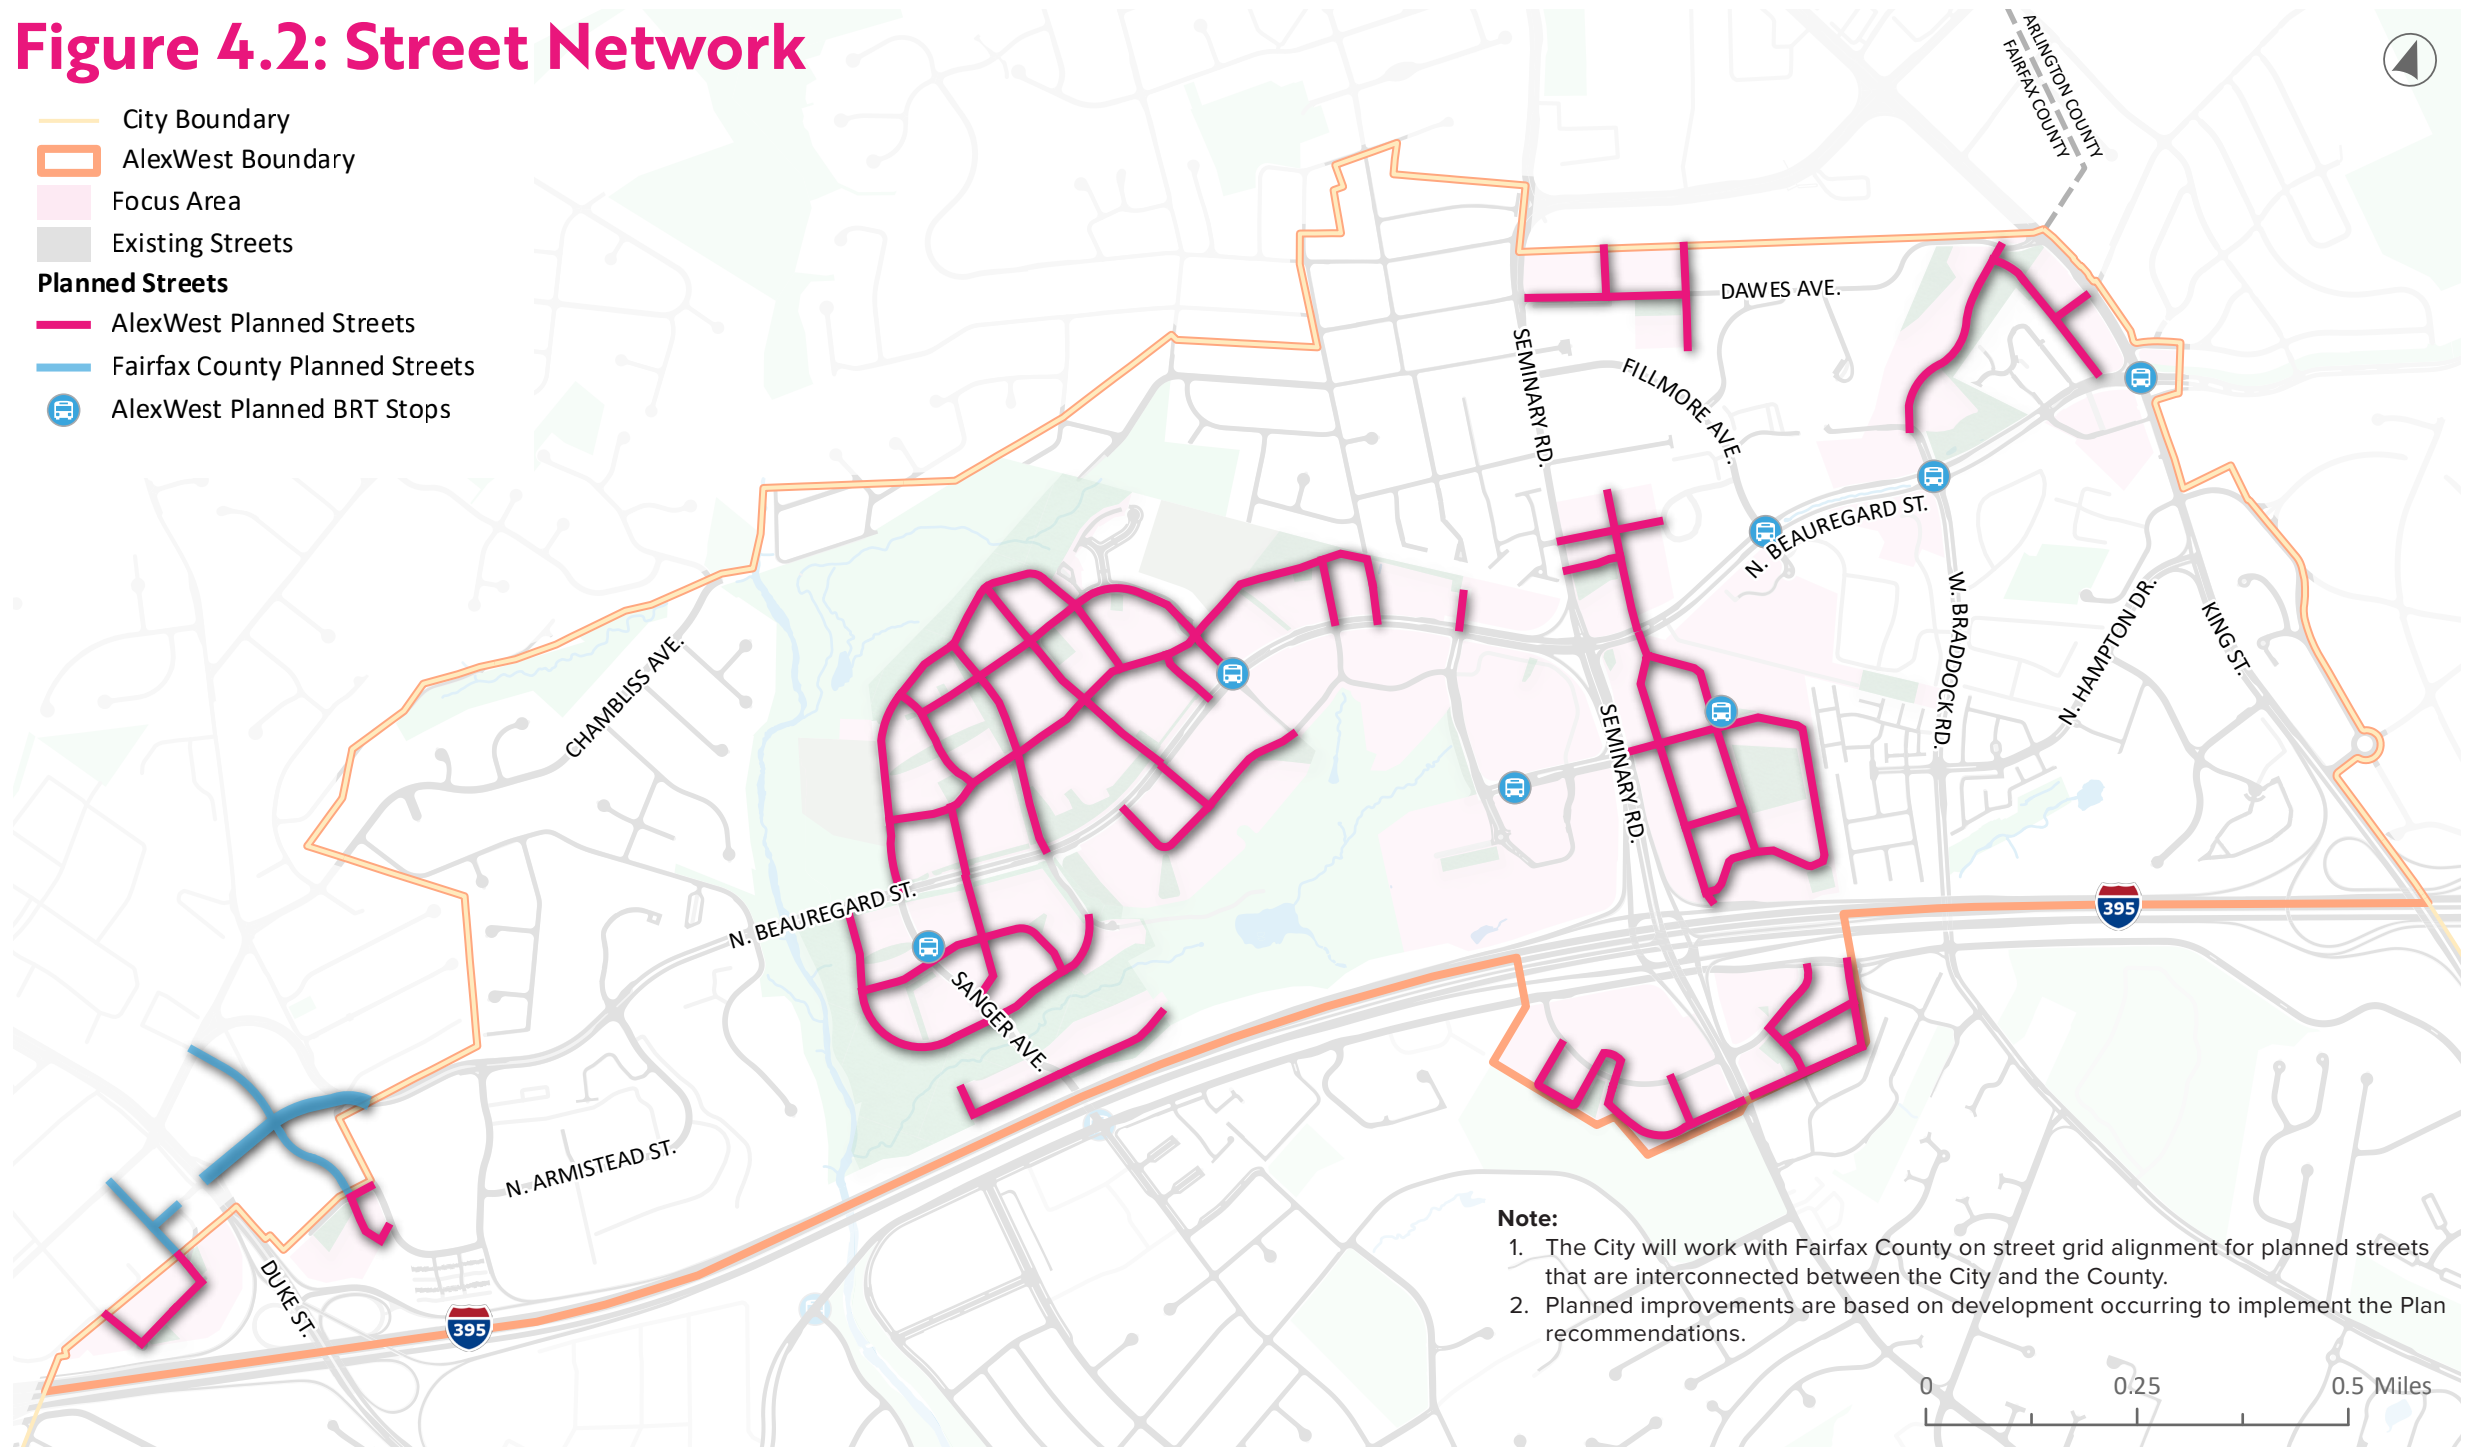 Figure 4.2: Street Network
City Boundary
AlexWest Boundary
Focus Area
Existing Streets
Planned Streets
AlexWest Planned Streets
Fairfax County Planned Streets
AlexWest Planned BRT Stops
ARLINGTON COUNTY
FAIRFAX COUNTY
DAWES AVE.
SEMINARY RD.
FILLMORE AVE.
N. BEAUREGARD ST.
W. BRADDOCK RD.
N. HAMPTON DR.
KING ST.
CHAMBLISS AVE.
SEMINARY RD.
N. BEAUREGARD ST.
395
SANGER AVE.
N. ARMISTEAD ST.
DUKE ST.
395
Note:
1. The City will work with Fairfax County on street grid alignment for planned streets
that are interconnected between the City and the County.
2. Planned improvements are based on development occurring to implement the Plan
recommendations.
0 0.25 0.5 Miles